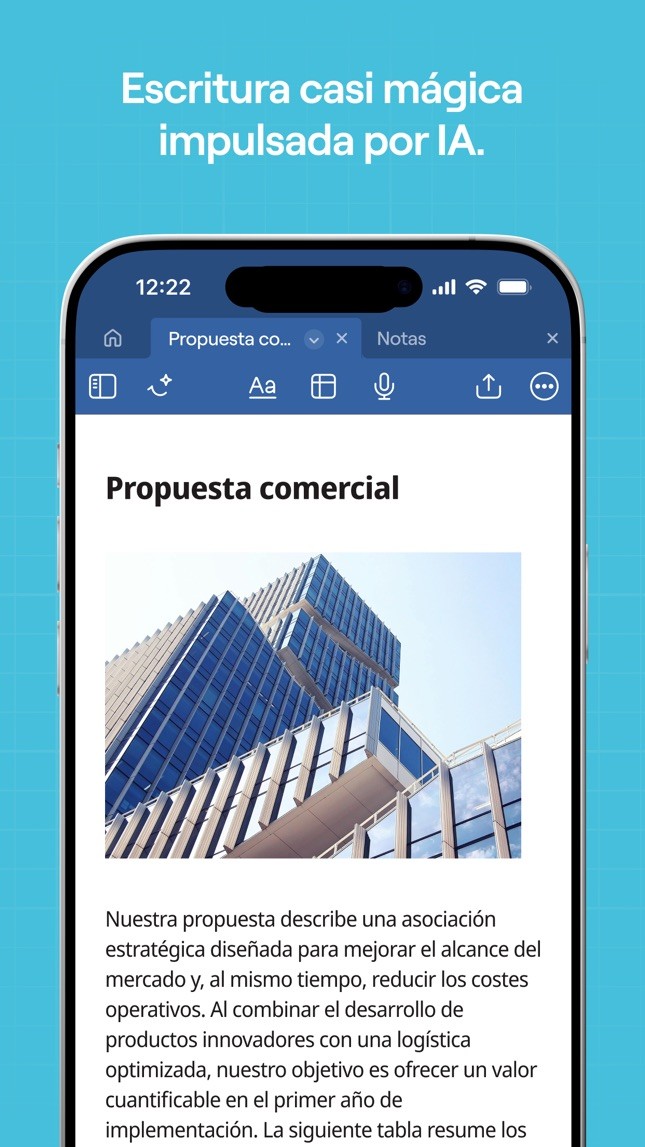 Escritura casi mágica
impulsada por IA.
12:22
Propuesta co...
Notas
Aa
Propuesta comercial
Nuestra propuesta describe una asociación
estratégica diseñada para mejorar el alcance del
mercado y, al mismo tiempo, reducir los costes
operativos. Al combinar el desarrollo de
productos innovadores con una logística
optimizada, nuestro objetivo es ofrecer un valor
cuantificable en el primer año de
implementación. La siguiente tabla resume los